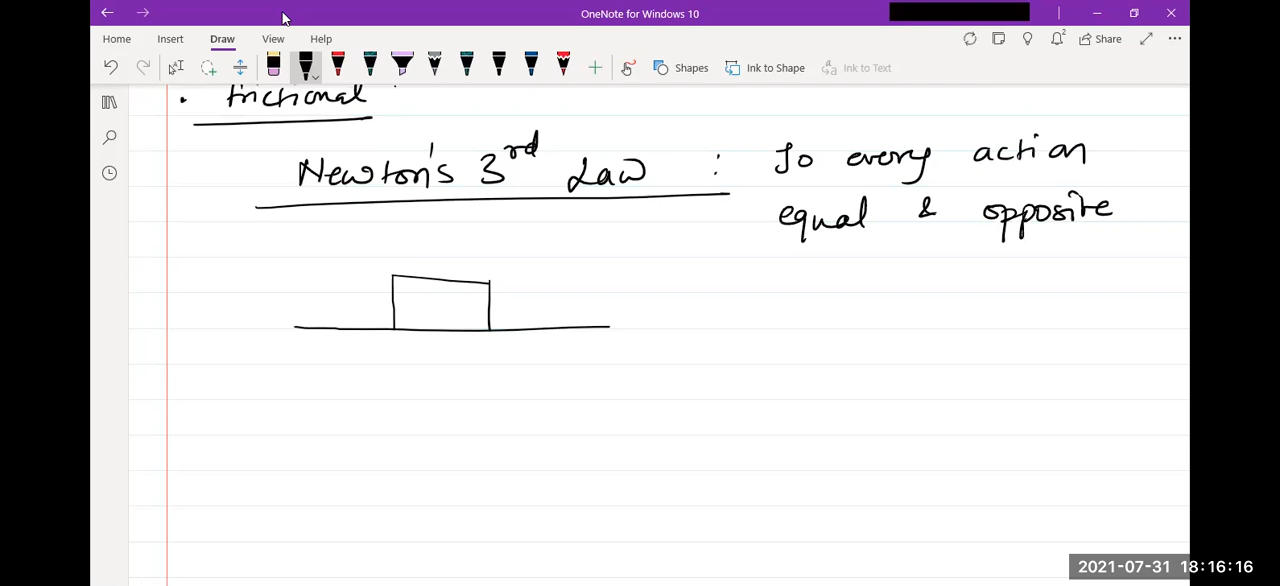 OneNote for Windows 10
Home Insert Draw View Help
2
Share
Shapes
Ink to Shape
Ink to Text
. frictional
Newton's 3rd Law : To every action
equal & opposite
2021-07-31 18:16:16